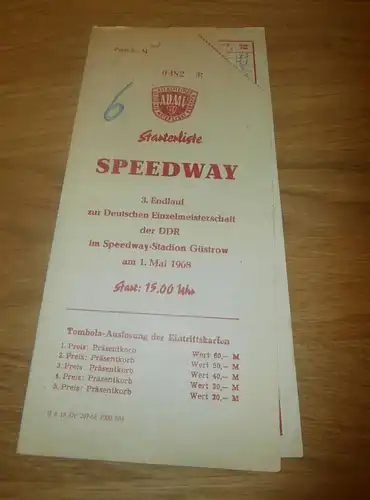 0482
ADMV
6
Starterliste
SPEEDWAY
3. Endlauf
zur Deutschen Einzelmeisterschaft
der DDR
im Speedway-Stadion Güstrow
am 1. Mai 1968
Start: 15.00 Uhr
Tombola-Auslosung der Eintrittskarten
1. Preis: Präsentkorb Wert 60,— M
2. Preis: Präsentkorb Wert 50,— M
3. Preis: Präsentkorb Wert 40,— M
4. Preis: Präsentkorb Wert 30,— M
5. Preis: Präsentkorb Wert 20,— M